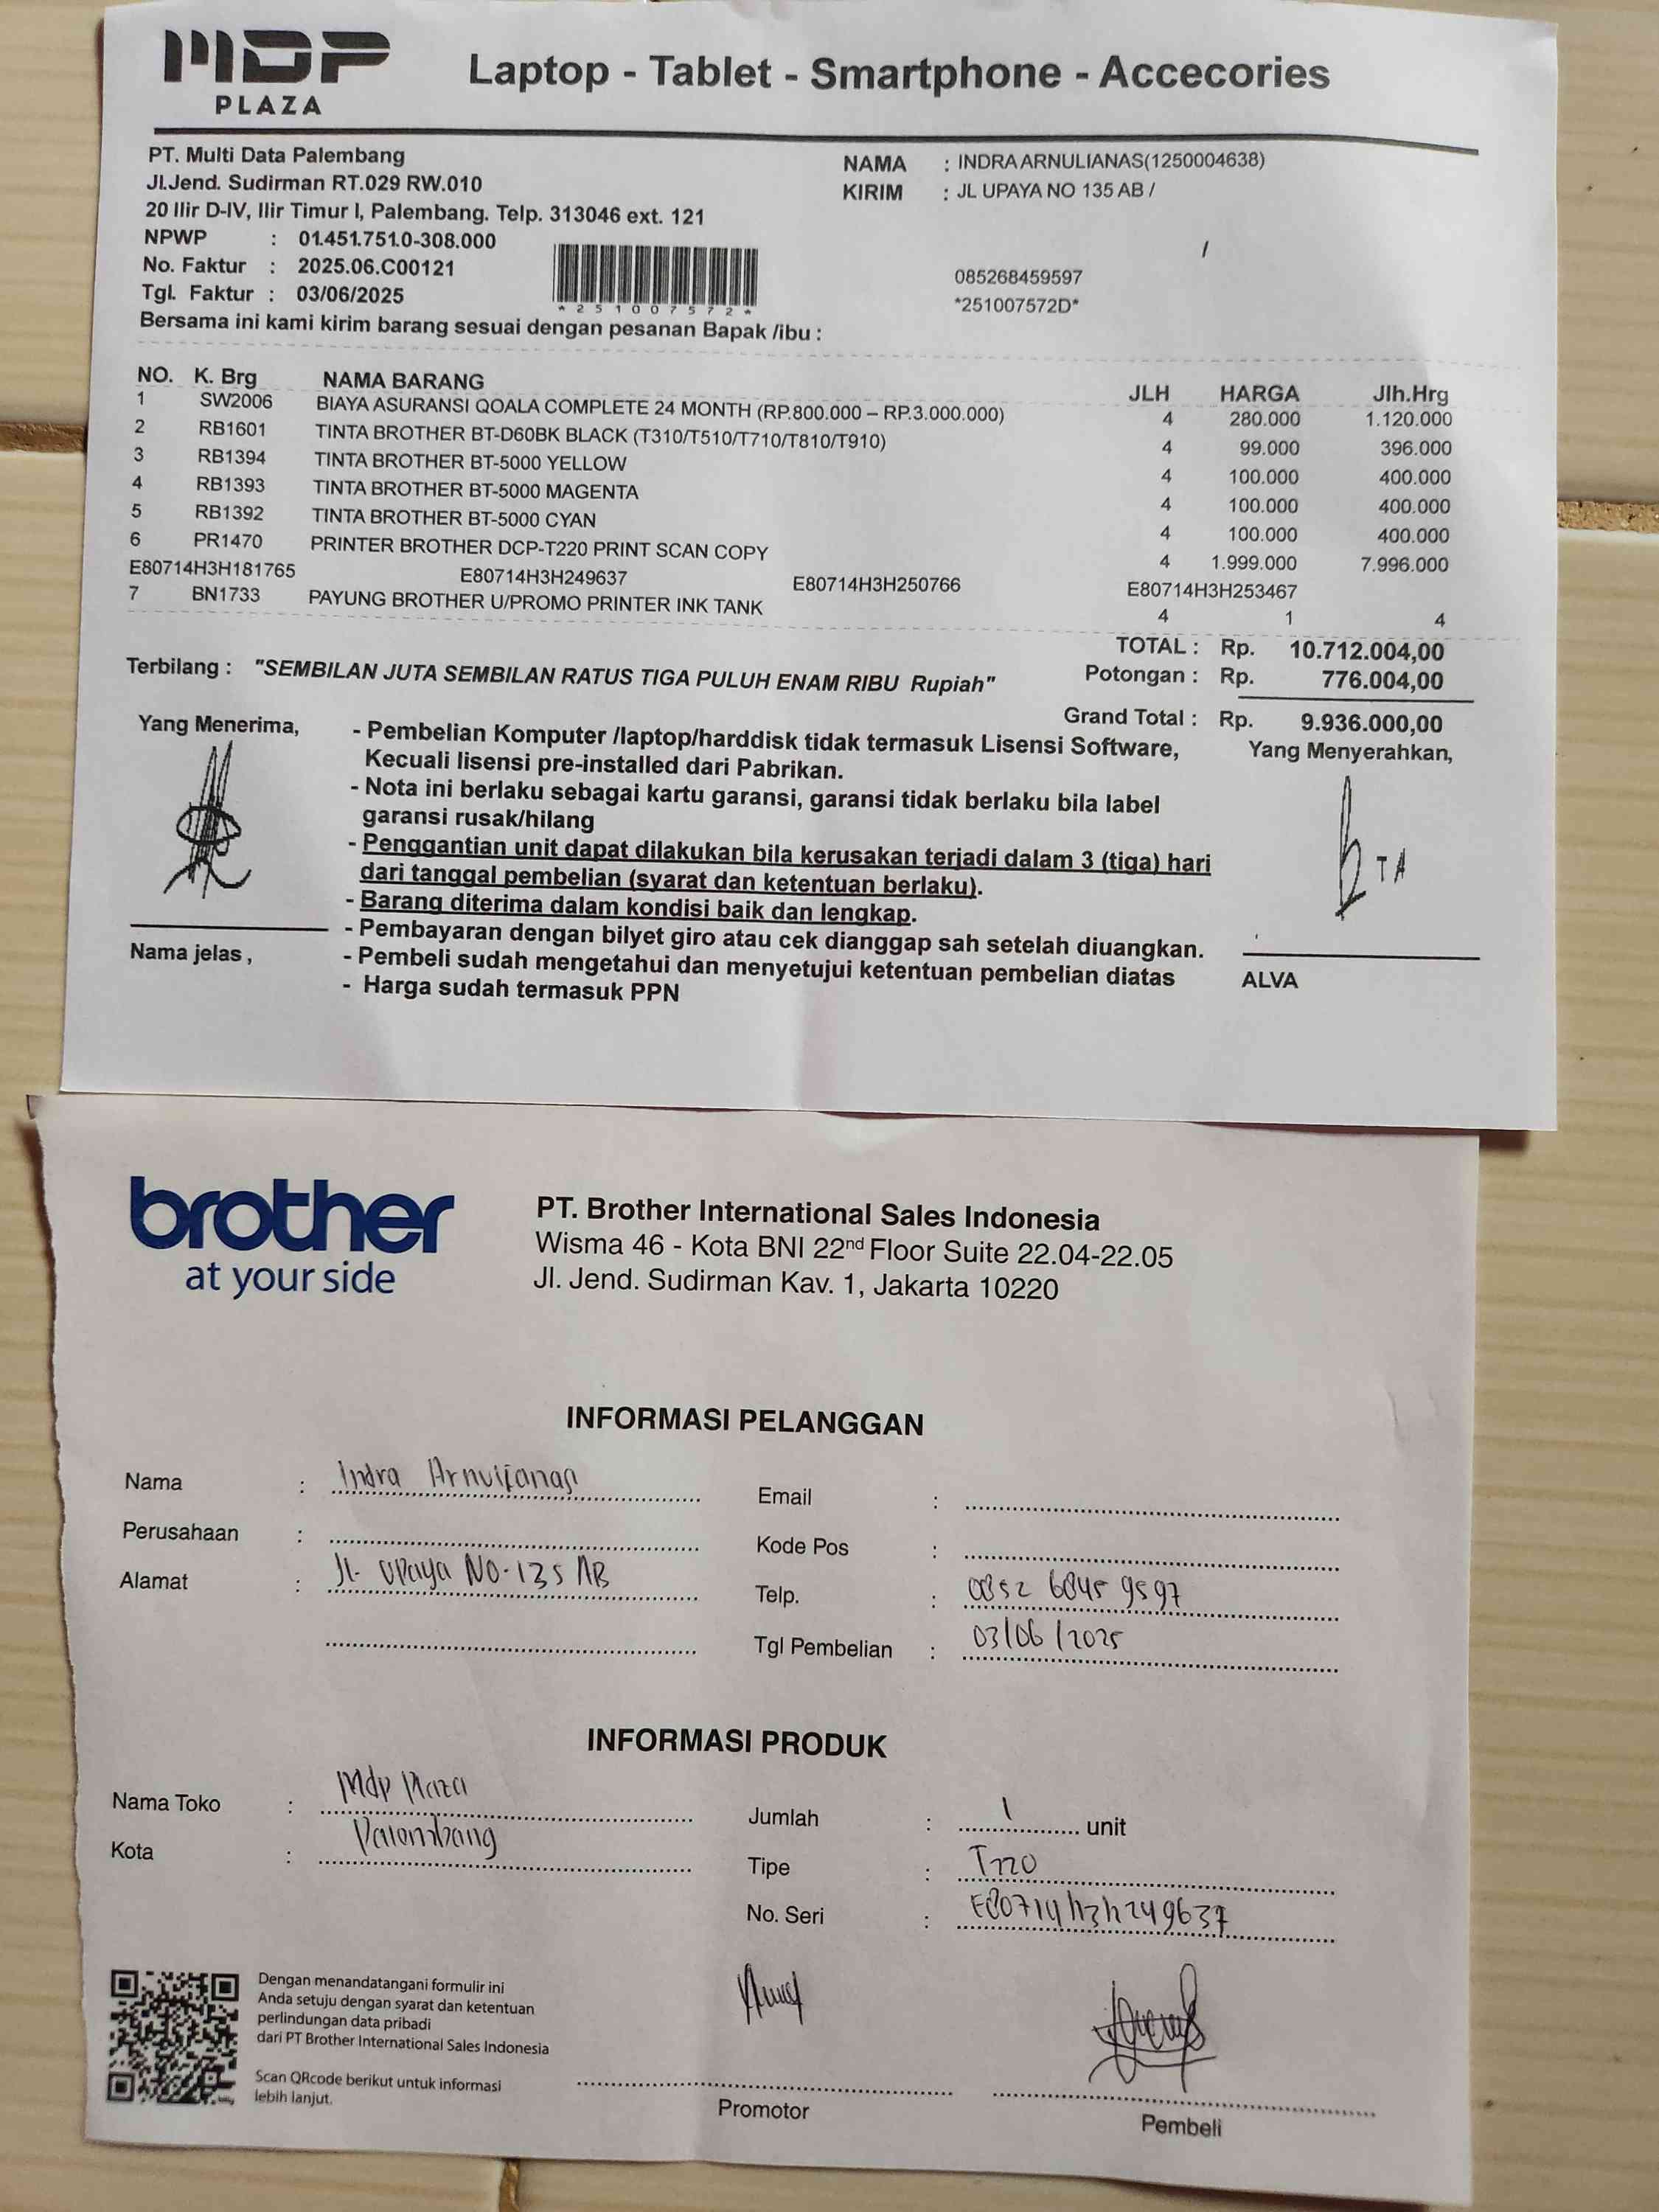 MDP
PLAZA
Laptop - Tablet - Smartphone - Accecories
PT. Multi Data Palembang
Jl.Jend. Sudirman RT.029 RW.010
20 Ilir D-IV, Ilir Timur I, Palembang. Telp. 313046 ext. 121
NPWP : 01.451.751.0-308.000
No. Faktur : 2025.06.C00121
Tgl. Faktur : 03/06/2025
*251007572*
NAMA : INDRA ARNULIANAS(1250004638)
KIRIM : JL UPAYA NO 135 AB /
/
085268459597
*251007572D*
Bersama ini kami kirim barang sesuai dengan pesanan Bapak /ibu :
NO. K. Brg NAMA BARANG JLH HARGA Jlh.Hrg
1 SW2006 BIAYA ASURANSI QOALA COMPLETE 24 MONTH (RP.800.000 – RP.3.000.000) 4 280.000 1.120.000
2 RB1601 TINTA BROTHER BT-D60BK BLACK (T310/T510/T710/T810/T910) 4 99.000 396.000
3 RB1394 TINTA BROTHER BT-5000 YELLOW 4 100.000 400.000
4 RB1393 TINTA BROTHER BT-5000 MAGENTA 4 100.000 400.000
5 RB1392 TINTA BROTHER BT-5000 CYAN 4 100.000 400.000
6 PR1470 PRINTER BROTHER DCP-T220 PRINT SCAN COPY 4 1.999.000 7.996.000
E80714H3H181765 E80714H3H249637 E80714H3H250766 E80714H3H253467
7 BN1733 PAYUNG BROTHER U/PROMO PRINTER INK TANK 4 1 4
TOTAL : Rp. 10.712.004,00
Potongan : Rp. 776.004,00
Grand Total : Rp. 9.936.000,00
Terbilang : "SEMBILAN JUTA SEMBILAN RATUS TIGA PULUH ENAM RIBU Rupiah"
Yang Menerima,
- Pembelian Komputer /laptop/harddisk tidak termasuk Lisensi Software,
Kecuali lisensi pre-installed dari Pabrikan.
- Nota ini berlaku sebagai kartu garansi, garansi tidak berlaku bila label
garansi rusak/hilang
- Penggantian unit dapat dilakukan bila kerusakan terjadi dalam 3 (tiga) hari
dari tanggal pembelian (syarat dan ketentuan berlaku).
- Barang diterima dalam kondisi baik dan lengkap.
- Pembayaran dengan bilyet giro atau cek dianggap sah setelah diuangkan.
- Pembeli sudah mengetahui dan menyetujui ketentuan pembelian diatas
- Harga sudah termasuk PPN
Yang Menyerahkan,
Nama jelas ,
ALVA
brother
at your side
PT. Brother International Sales Indonesia
Wisma 46 - Kota BNI 22nd Floor Suite 22.04-22.05
Jl. Jend. Sudirman Kav. 1, Jakarta 10220
INFORMASI PELANGGAN
Nama : Indra Arnulianas
Perusahaan :
Alamat : Jl. Upaya No. 135 AB
Email :
Kode Pos :
Telp. : 0852 6845 9597
Tgl Pembelian : 03/06/2025
INFORMASI PRODUK
Nama Toko : Mdp Plaza
Kota : Palembang
Jumlah : 1 unit
Tipe : T220
No. Seri : E80714H3H249637
Dengan menandatangani formulir ini
Anda setuju dengan syarat dan ketentuan
perlindungan data pribadi
dari PT Brother International Sales Indonesia
Scan QRcode berikut untuk informasi
lebih lanjut.
Promotor
Pembeli